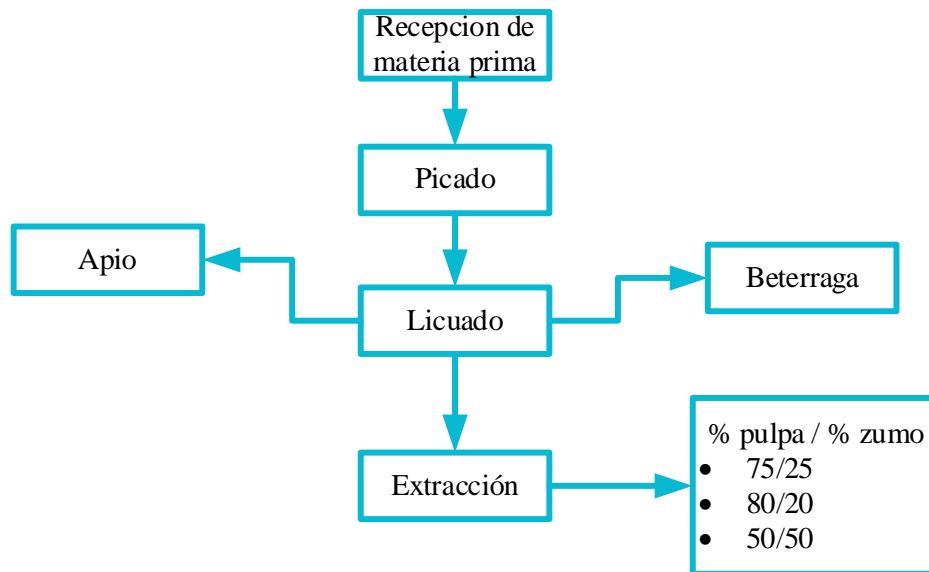 Recepcion de
materia prima
Picado
Apio
Beterraga
Licuado
Extracción
% pulpa / % zumo
• 75/25
• 80/20
• 50/50